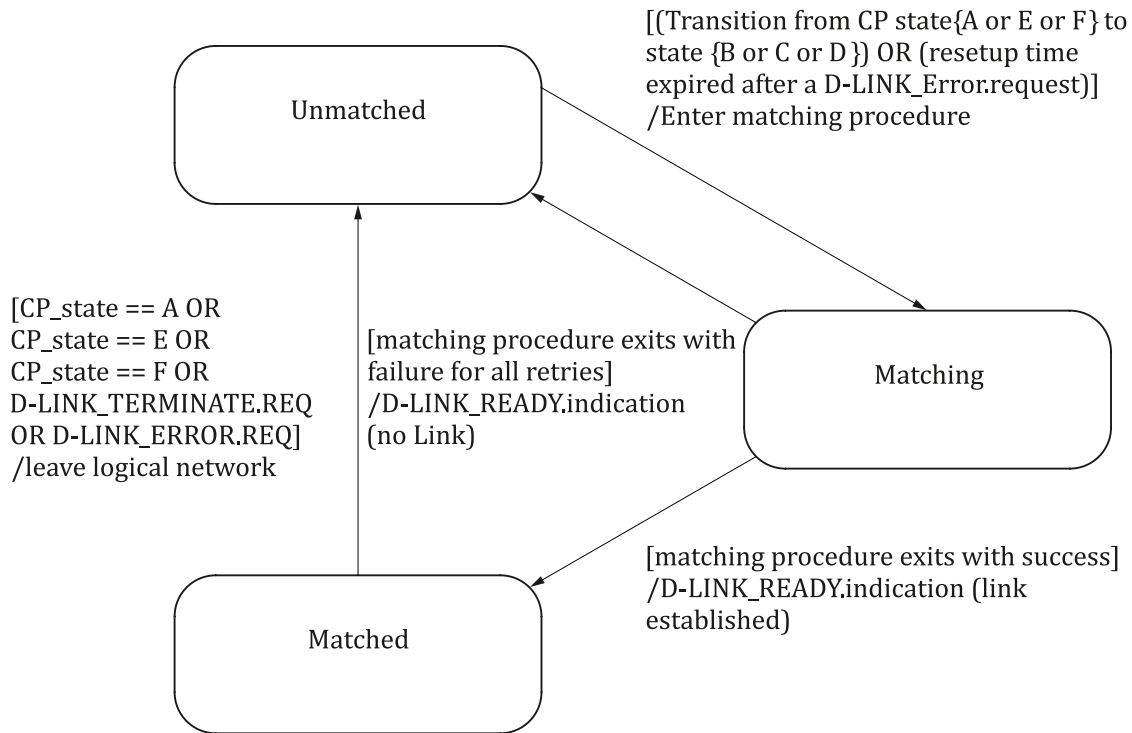 [(Transition from CP state{A or E or F} to
state {B or C or D }) OR (resetup time
expired after a D-LINK_Error.request)]
/Enter matching procedure
Unmatched
[CP_state == A OR
CP_state == E OR
CP_state == F OR
D-LINK_TERMINATE.REQ
OR D-LINK_ERROR.REQ]
/leave logical network
[matching procedure exits with
failure for all retries]
/D-LINK_READY.indication
(no Link)
Matching
[matching procedure exits with success]
/D-LINK_READY.indication (link
established)
Matched